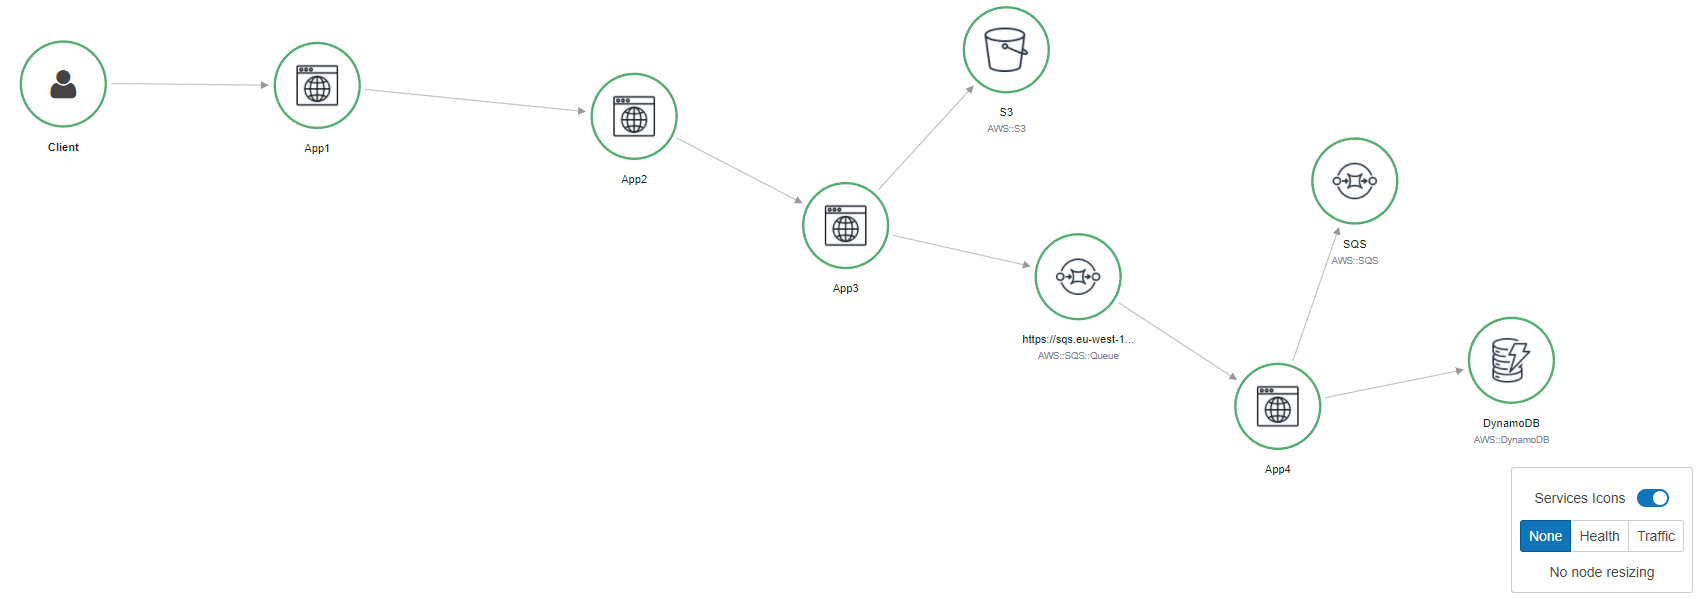 Client
App1
App2
App3
S3
AWS::S3
https://sqs.eu-west-1...
AWS::SQS::Queue
SQS
AWS::SQS
App4
DynamoDB
AWS::DynamoDB
Services Icons
None Health Traffic
No node resizing